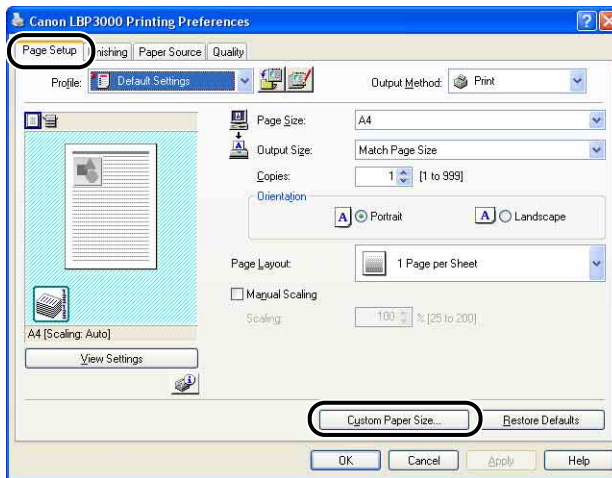 Canon LBP3000 Printing Preferences
Page Setup Finishing Paper Source Quality
Profile: Default Settings Output Method: Print
Page Size: A4
Output Size: Match Page Size
Copies: 1 [1 to 999]
Orientation
A Portrait A Landscape
Page Layout: 1 Page per Sheet
Manual Scaling
Scaling: 100 % [25 to 200]
A4 [Scaling: Auto]
View Settings
Custom Paper Size... Restore Defaults
OK Cancel Apply Help